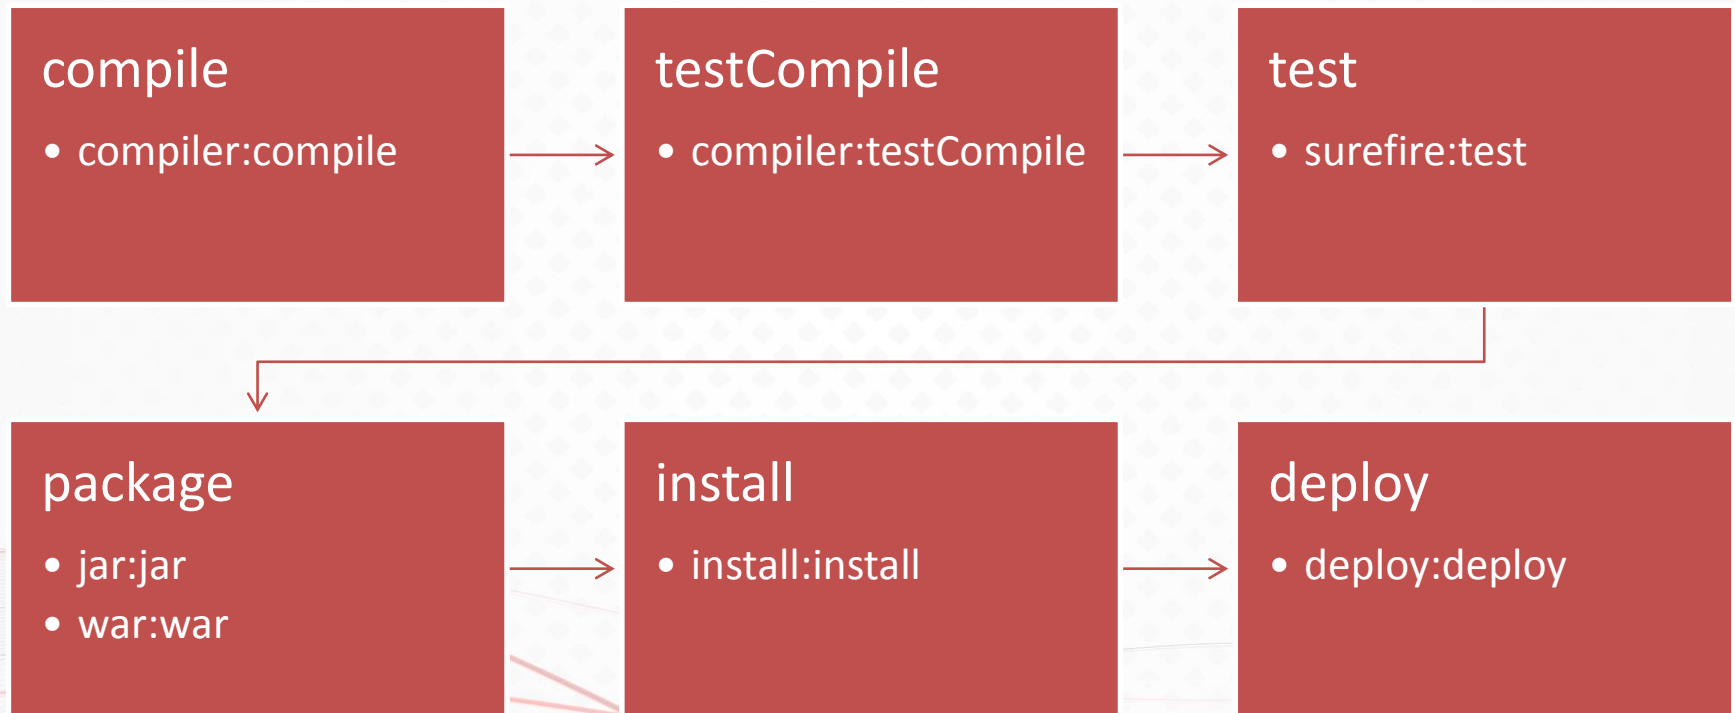 compile
• compiler:compile
testCompile
• compiler:testCompile
test
• surefire:test
package
• jar:jar
• war:war
install
• install:install
deploy
• deploy:deploy